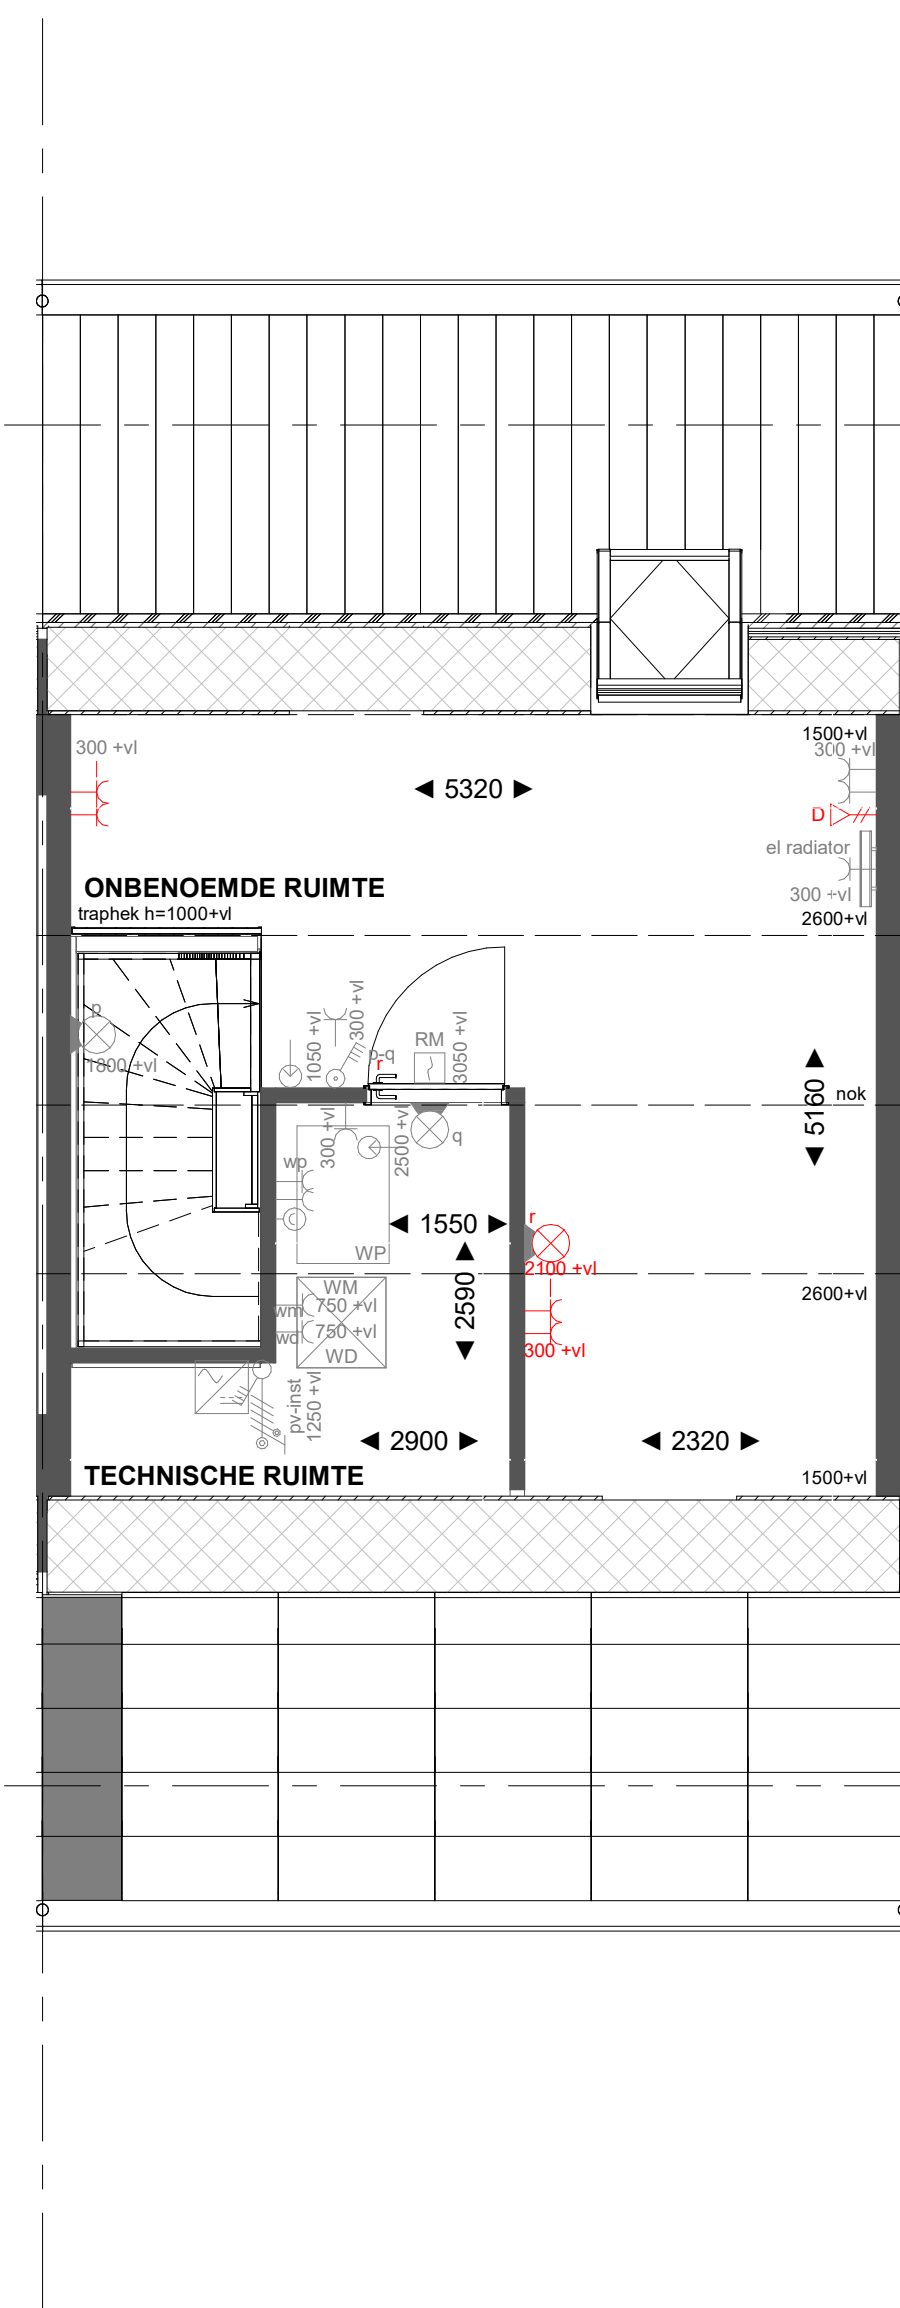 1500+vl
300 +vl
300 +vl
5320
D
el radiator
ONBENOEMDE RUIMTE
300 +vl
traphek h=1000+vl
2600+vl
p
1800 +vl
1050 +vl
300 +vl
p-q
r
RM
3050 +vl
nok
5160
300 +vl
2500 +vl
q
wp
WP
1550
r
2100 +vl
2590
WM
wm
750 +vl
2600+vl
wd
750 +vl
WD
300 +vl
pv-inst
1250 +vl
2900
2320
TECHNISCHE RUIMTE
1500+vl